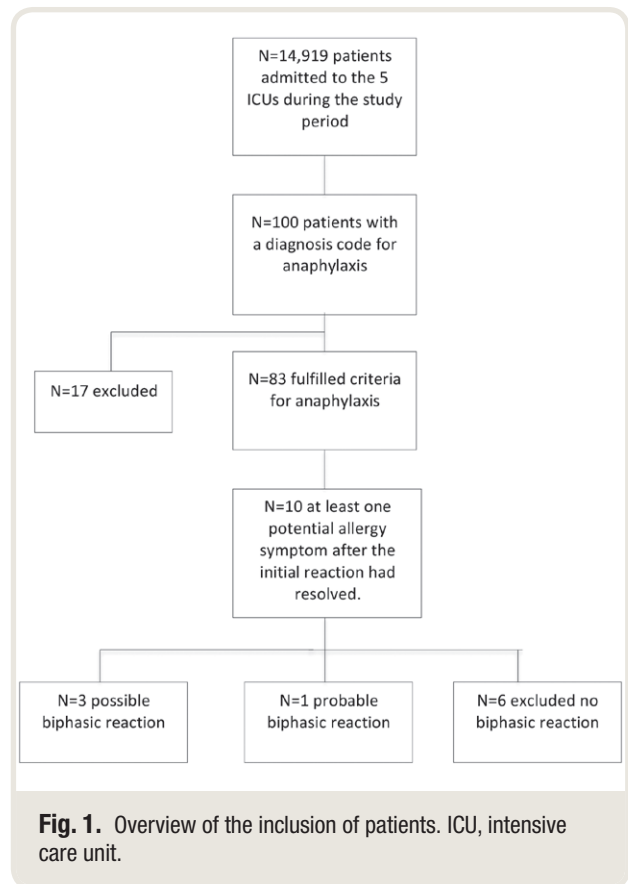 N=14,919 patients
admitted to the 5
ICUs during the study
period
N=100 patients with
a diagnosis code for
anaphylaxis
N=17 excluded
N=83 fulfilled criteria
for anaphylaxis
N=10 at least one
potential allergy
symptom after the
initial reaction had
resolved.
N=3 possible
biphasic reaction
N=1 probable
biphasic reaction
N=6 excluded no
biphasic reaction
Fig. 1. Overview of the inclusion of patients. ICU, intensive
care unit.